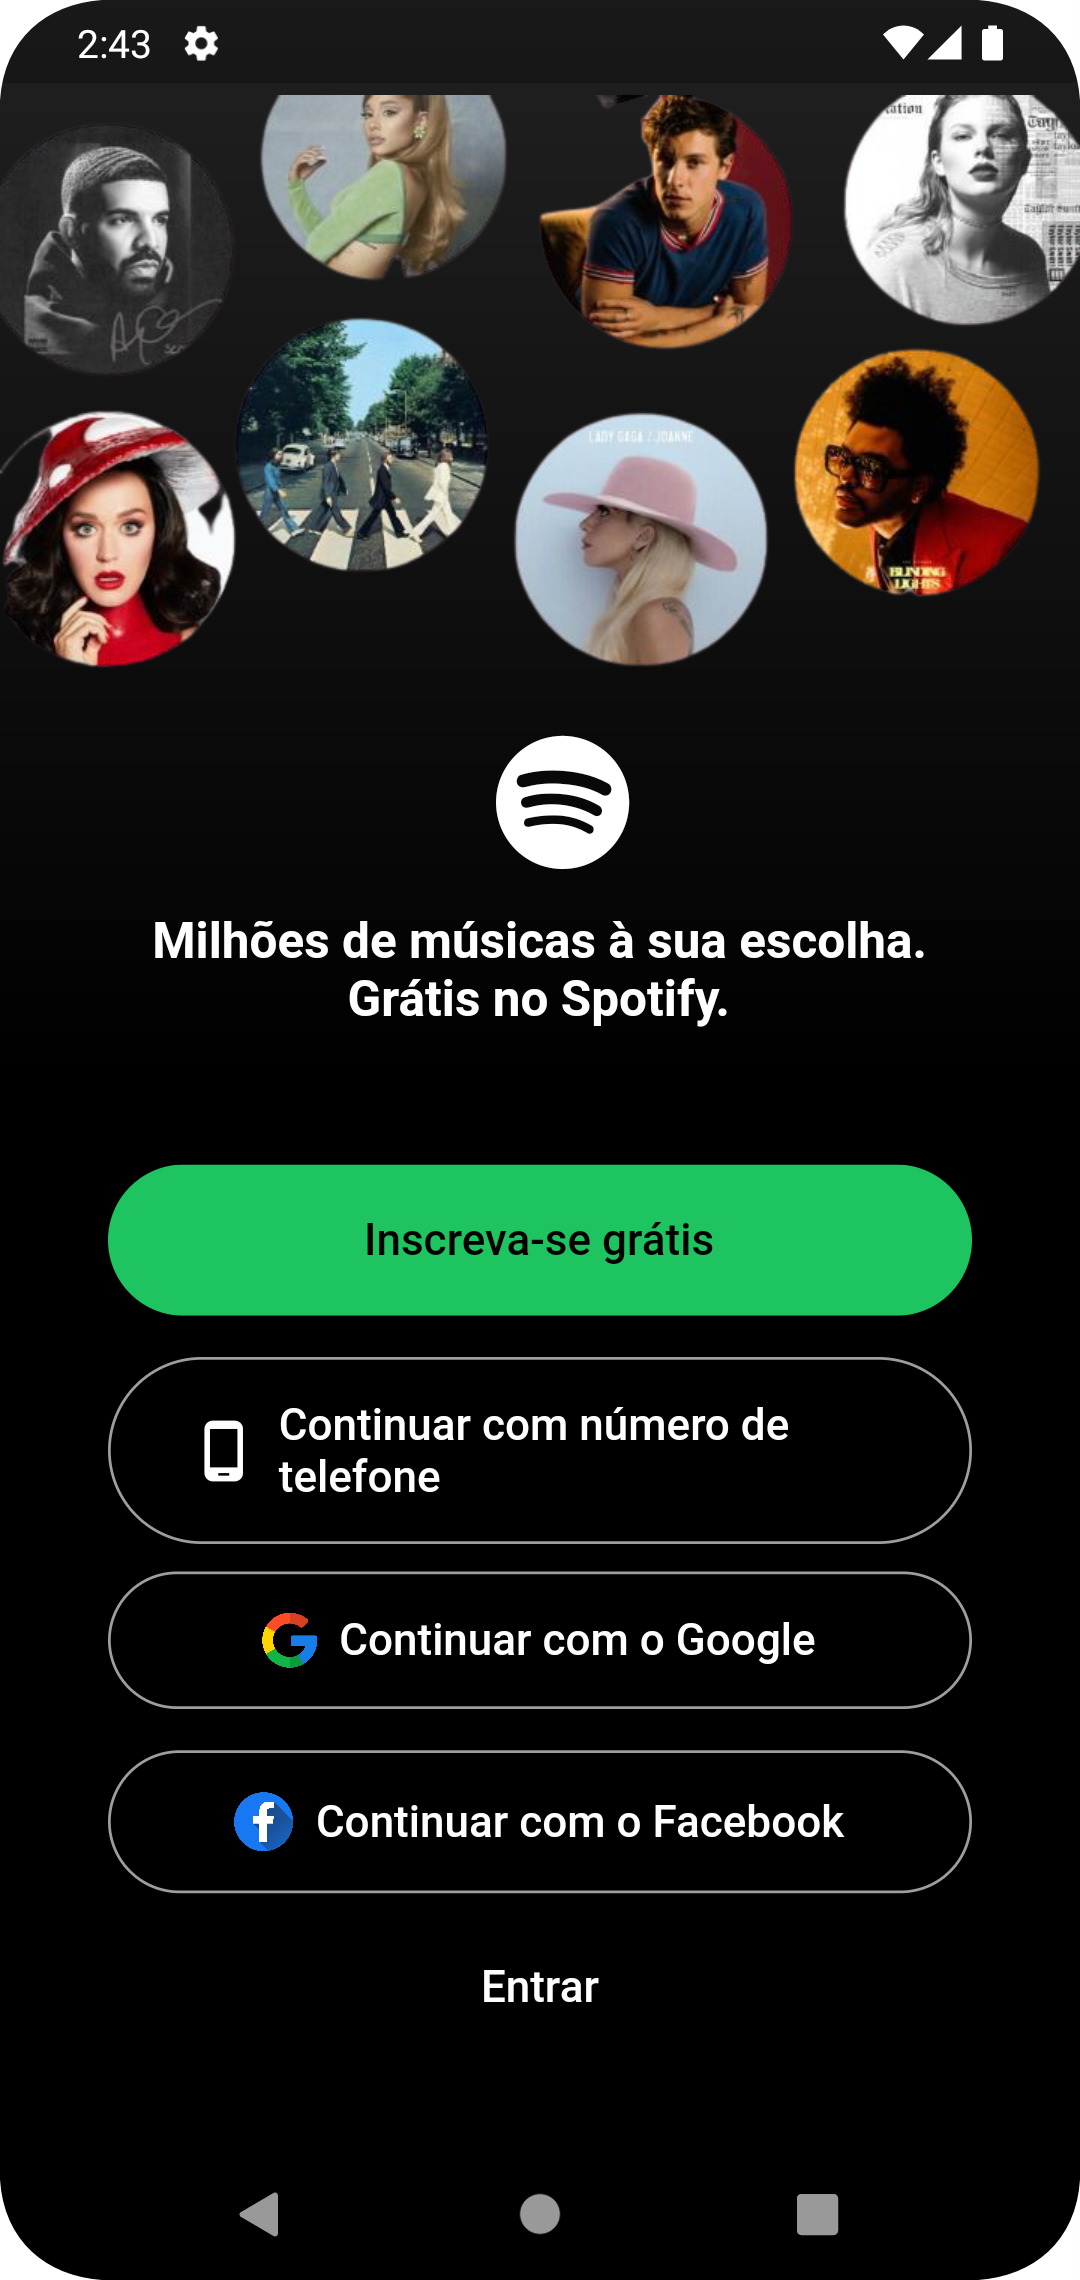 2:43
ation
LADY GAGA / JOANNE
BLINDING
LIGHTS
Milhões de músicas à sua escolha.
Grátis no Spotify.
Inscreva-se grátis
Continuar com número de
telefone
Continuar com o Google
Continuar com o Facebook
Entrar